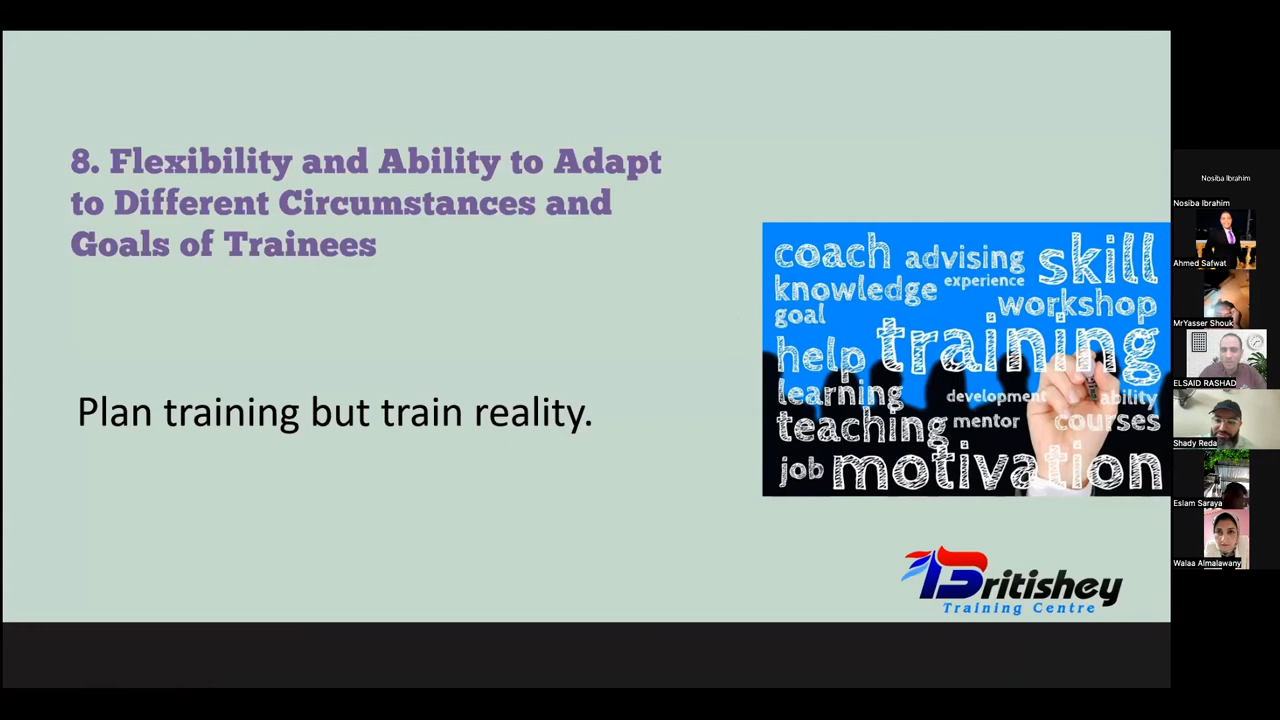 8. Flexibility and Ability to Adapt
to Different Circumstances and
Goals of Trainees
Plan training but train reality.
coach advising skill
knowledge experience
goal workshop
help training
learning development ability
teaching mentor courses
job motivation
Britishey
Training Centre
Nosiba Ibrahim
Nosiba Ibrahim
Ahmed Safwat
MrYasser Shouk
ELSAID RASHAD
Shady Reda
Eslam Saraya
Walaa Almalawany